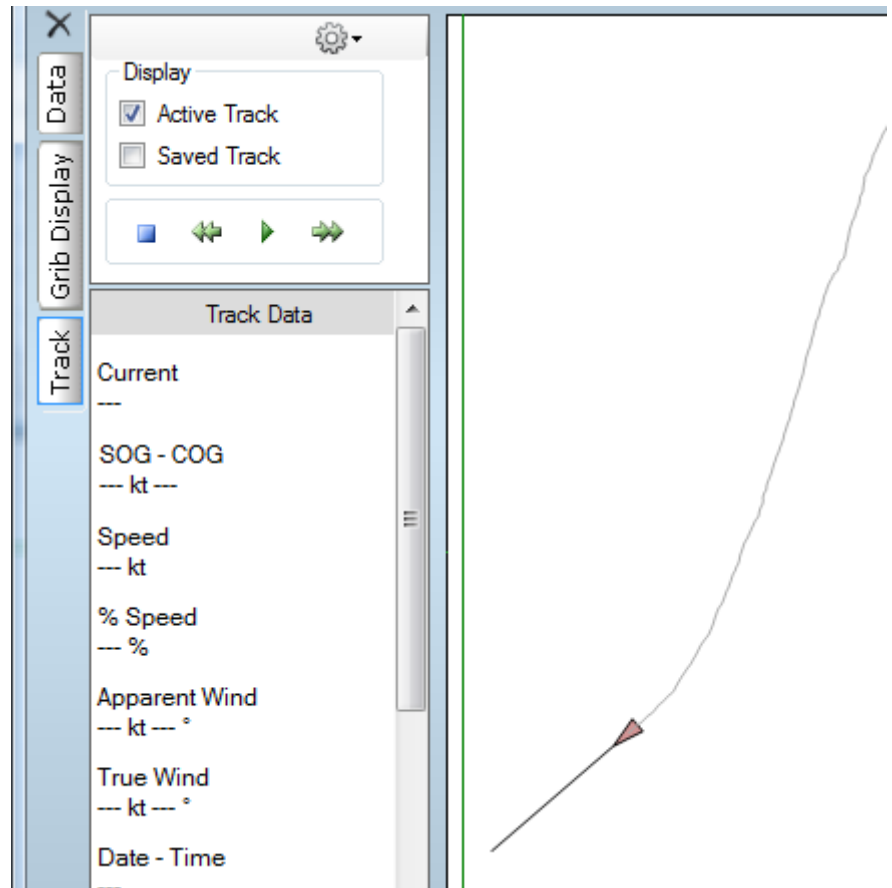 Data
Grib Display
Track
Display
Active Track
Saved Track
Track Data
Current
---
SOG - COG
--- kt ---
Speed
--- kt
% Speed
--- %
Apparent Wind
--- kt --- °
True Wind
--- kt --- °
Date - Time
---